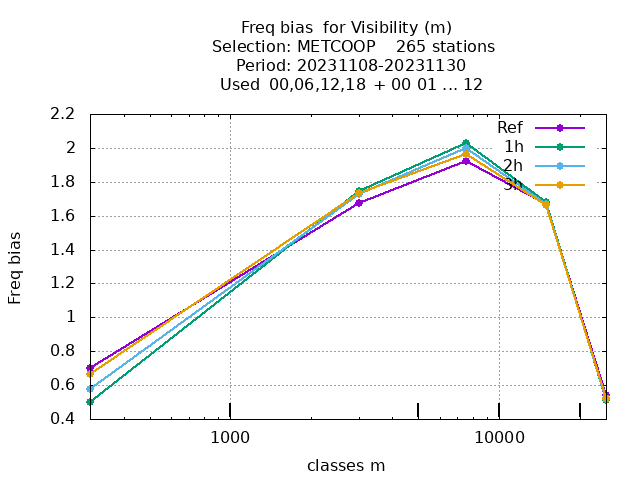 Freq bias  for Visibility (m)
Selection: METCOOP    265 stations
Period: 20231108-20231130
Used  00,06,12,18  + 00 01 ... 12
2.2
2
1.8
1.6
1.4
1.2
1
0.8
0.6
0.4
Freq bias
Ref
1h
2h
3h
1000
10000
classes m